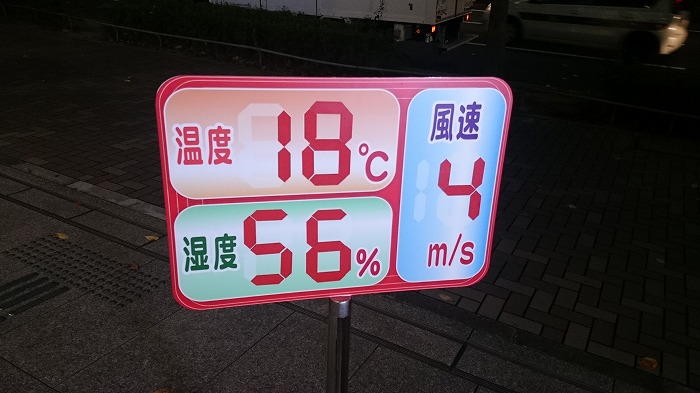 温度 18 ℃
湿度 56 %
風速
4
m/s